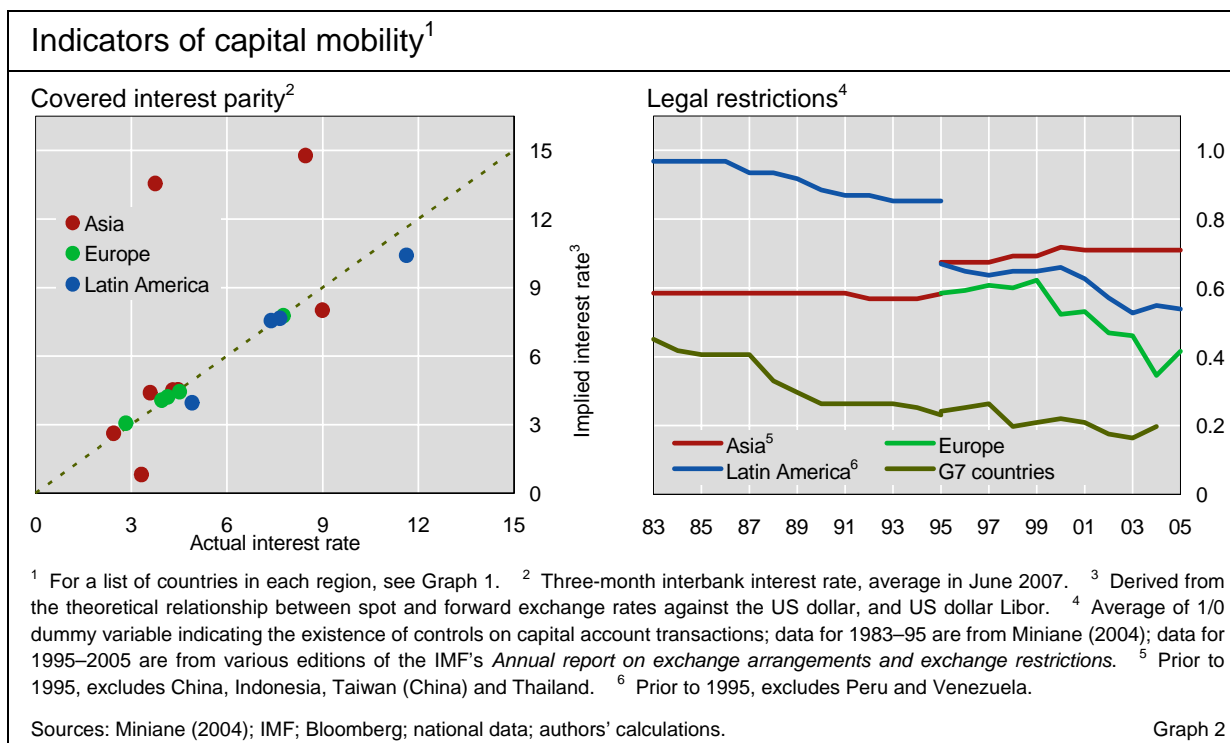 Indicators of capital mobility1
Covered interest parity2
15
12
9
6
3
0
Implied interest rate3
Asia
Europe
Latin America
0 3 6 9 12 15
Actual interest rate
Legal restrictions4
1.0
0.8
0.6
0.4
0.2
0
Asia5 Europe
Latin America6 G7 countries
83 85 87 89 91 93 95 97 99 01 03 05
1 For a list of countries in each region, see Graph 1. 2 Three-month interbank interest rate, average in June 2007. 3 Derived from
the theoretical relationship between spot and forward exchange rates against the US dollar, and US dollar Libor. 4 Average of 1/0
dummy variable indicating the existence of controls on capital account transactions; data for 1983–95 are from Miniane (2004); data for
1995–2005 are from various editions of the IMF's Annual report on exchange arrangements and exchange restrictions. 5 Prior to
1995, excludes China, Indonesia, Taiwan (China) and Thailand. 6 Prior to 1995, excludes Peru and Venezuela.
Sources: Miniane (2004); IMF; Bloomberg; national data; authors' calculations. Graph 2